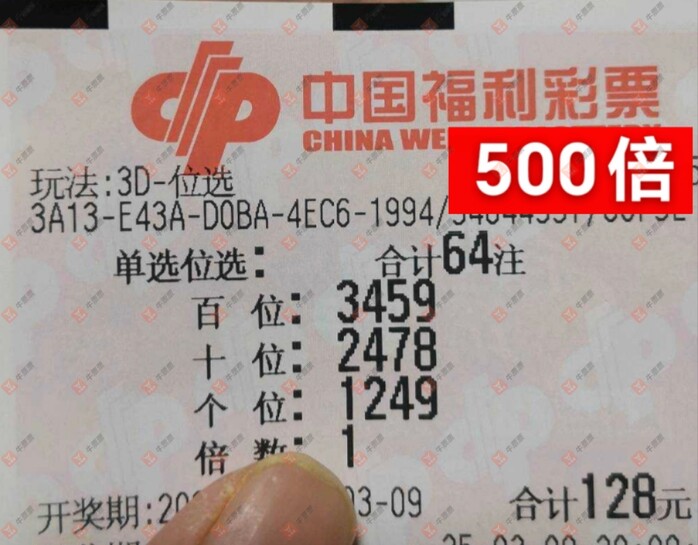 中国福利彩票
CHINA WE
500倍
玩法:3D-位选
3A13-E43A-D0BA-4EC6-1994/
单选位选: 合计64注
百 位: 3459
十 位: 2478
个 位: 1249
倍 数: 1
开奖期:20 03-09 合计128元